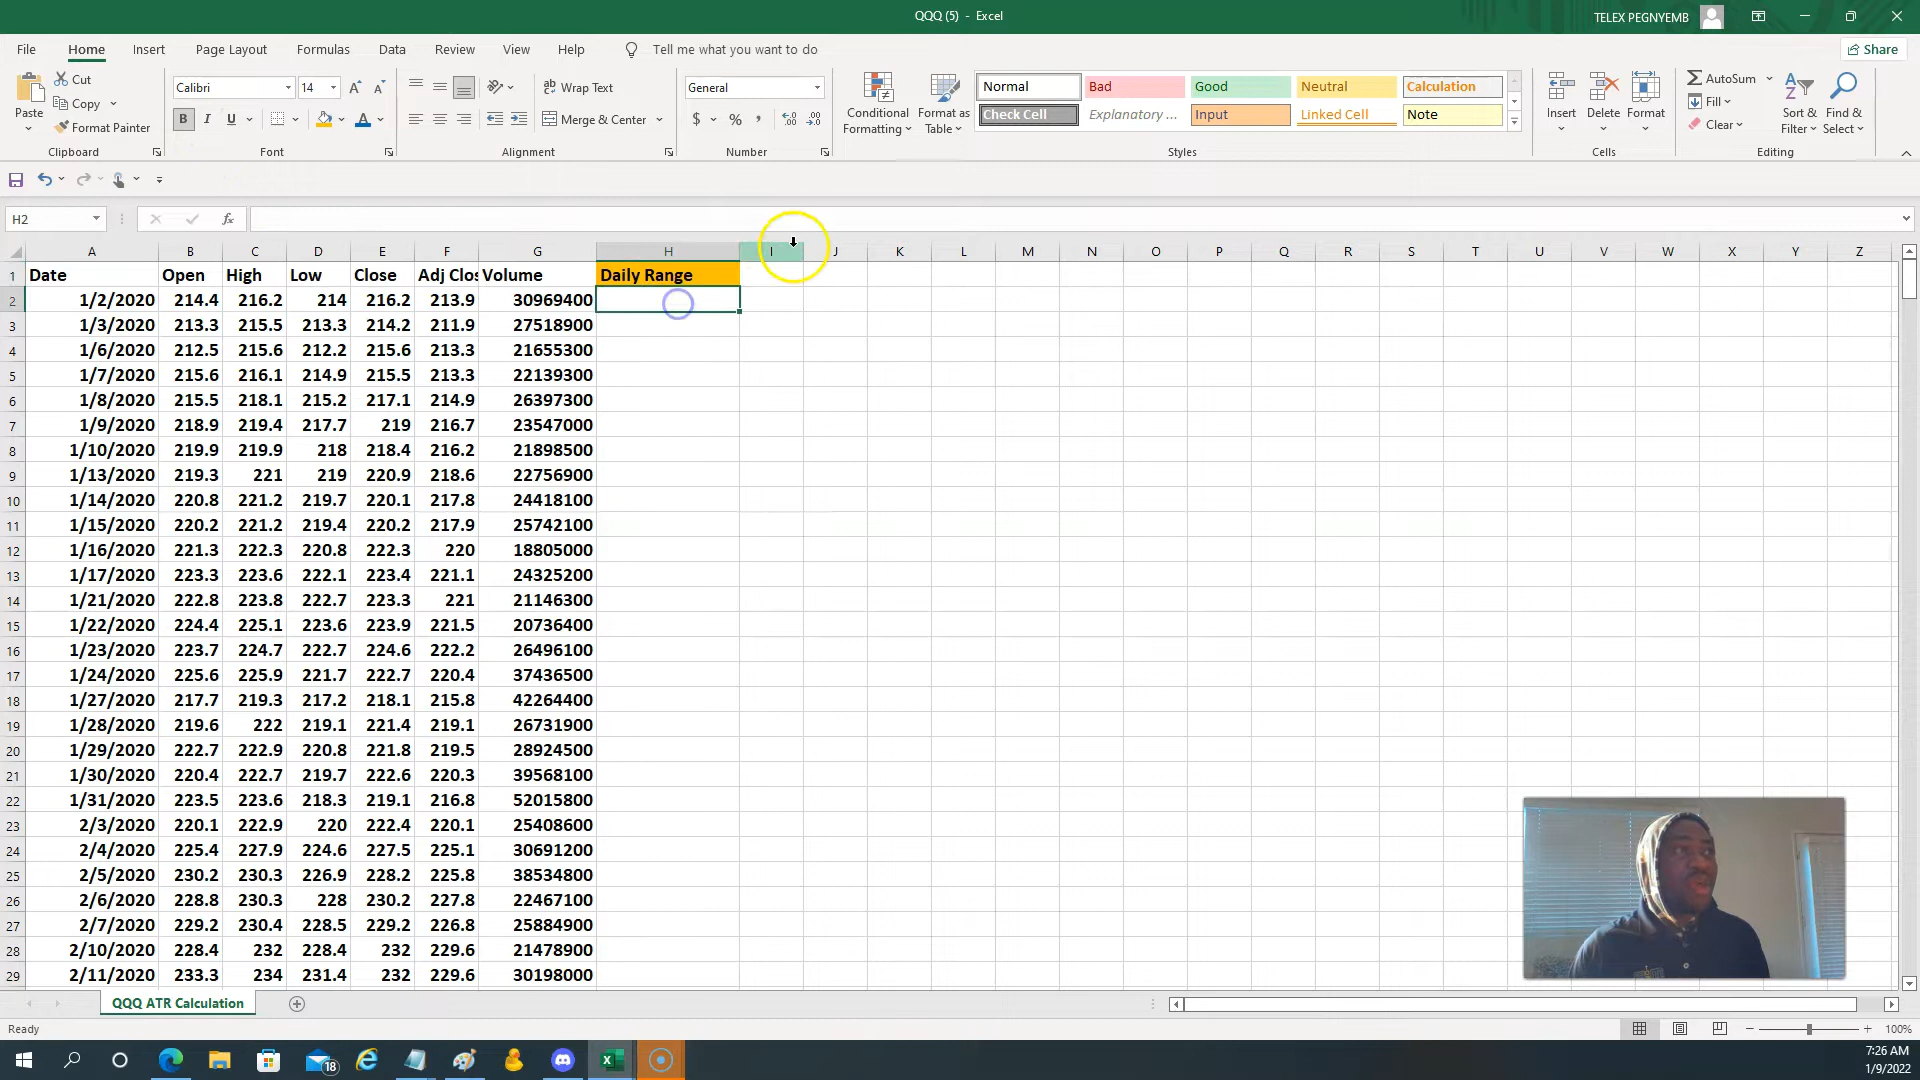 QQQ (5) - Excel
TELEX PEGNYEMB
File Home Insert Page Layout Formulas Data Review View Help Tell me what you want to do Share
Paste Cut Copy Format Painter Clipboard
Calibri 14 B I U A Font
Wrap Text Merge & Center Alignment
General $ % , Number
Conditional Formatting Format as Table
Normal Bad Good Neutral Calculation
Check Cell Explanatory ... Input Linked Cell Note
Styles
Insert Delete Format Cells
AutoSum Fill Clear Sort & Filter Find & Select Editing
H2 fx
A B C D E F G H I J K L M N O P Q R S T U V W X Y Z
1 Date Open High Low Close Adj Clos Volume Daily Range
2 1/2/2020 214.4 216.2 214 216.2 213.9 30969400
3 1/3/2020 213.3 215.5 213.3 214.2 211.9 27518900
4 1/6/2020 212.5 215.6 212.2 215.6 213.3 21655300
5 1/7/2020 215.6 216.1 214.9 215.5 213.3 22139300
6 1/8/2020 215.5 218.1 215.2 217.1 214.9 26397300
7 1/9/2020 218.9 219.4 217.7 219 216.7 23547000
8 1/10/2020 219.9 219.9 218 218.4 216.2 21898500
9 1/13/2020 219.3 221 219 220.9 218.6 22756900
10 1/14/2020 220.8 221.2 219.7 220.1 217.8 24418100
11 1/15/2020 220.2 221.2 219.4 220.2 217.9 25742100
12 1/16/2020 221.3 222.3 220.8 222.3 220 18805000
13 1/17/2020 223.3 223.6 222.1 223.4 221.1 24325200
14 1/21/2020 222.8 223.8 222.7 223.3 221 21146300
15 1/22/2020 224.4 225.1 223.6 223.9 221.5 20736400
16 1/23/2020 223.7 224.7 222.7 224.6 222.2 26496100
17 1/24/2020 225.6 225.9 221.7 222.7 220.4 37436500
18 1/27/2020 217.7 219.3 217.2 218.1 215.8 42264400
19 1/28/2020 219.6 222 219.1 221.4 219.1 26731900
20 1/29/2020 222.7 222.9 220.8 221.8 219.5 28924500
21 1/30/2020 220.4 222.7 219.7 222.6 220.3 39568100
22 1/31/2020 223.5 223.6 218.3 219.1 216.8 52015800
23 2/3/2020 220.1 222.9 220 222.4 220.1 25408600
24 2/4/2020 225.4 227.9 224.6 227.5 225.1 30691200
25 2/5/2020 230.2 230.3 226.9 228.2 225.8 38534800
26 2/6/2020 228.8 230.3 228 230.2 227.8 22467100
27 2/7/2020 229.2 230.4 228.5 229.2 226.8 25884900
28 2/10/2020 228.4 232 228.4 232 229.6 21478900
29 2/11/2020 233.3 234 231.4 232 229.6 30198000
QQQ ATR Calculation
Ready 100%
18
7:26 AM
1/9/2022